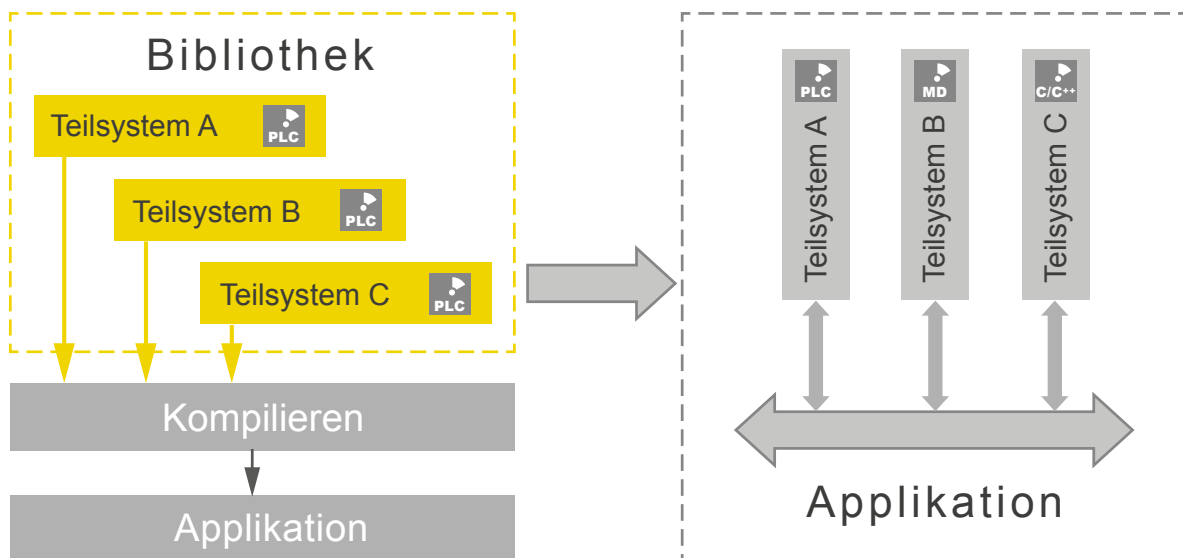 Bibliothek
Teilsystem A
PLC
Teilsystem B
PLC
Teilsystem C
PLC
Kompilieren
Applikation
PLC
Teilsystem A
MD
Teilsystem B
C/C++
Teilsystem C
Applikation